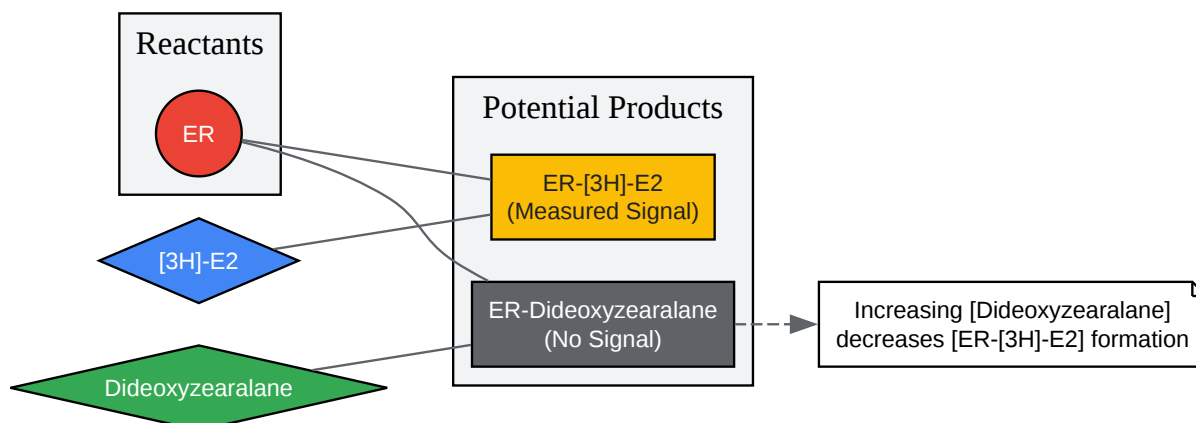 Reactants
ER
[3H]-E2
Dideoxyzearalane
Potential Products
ER-[3H]-E2
(Measured Signal)
ER-Dideoxyzearalane
(No Signal)
Increasing [Dideoxyzearalane]
decreases [ER-[3H]-E2] formation